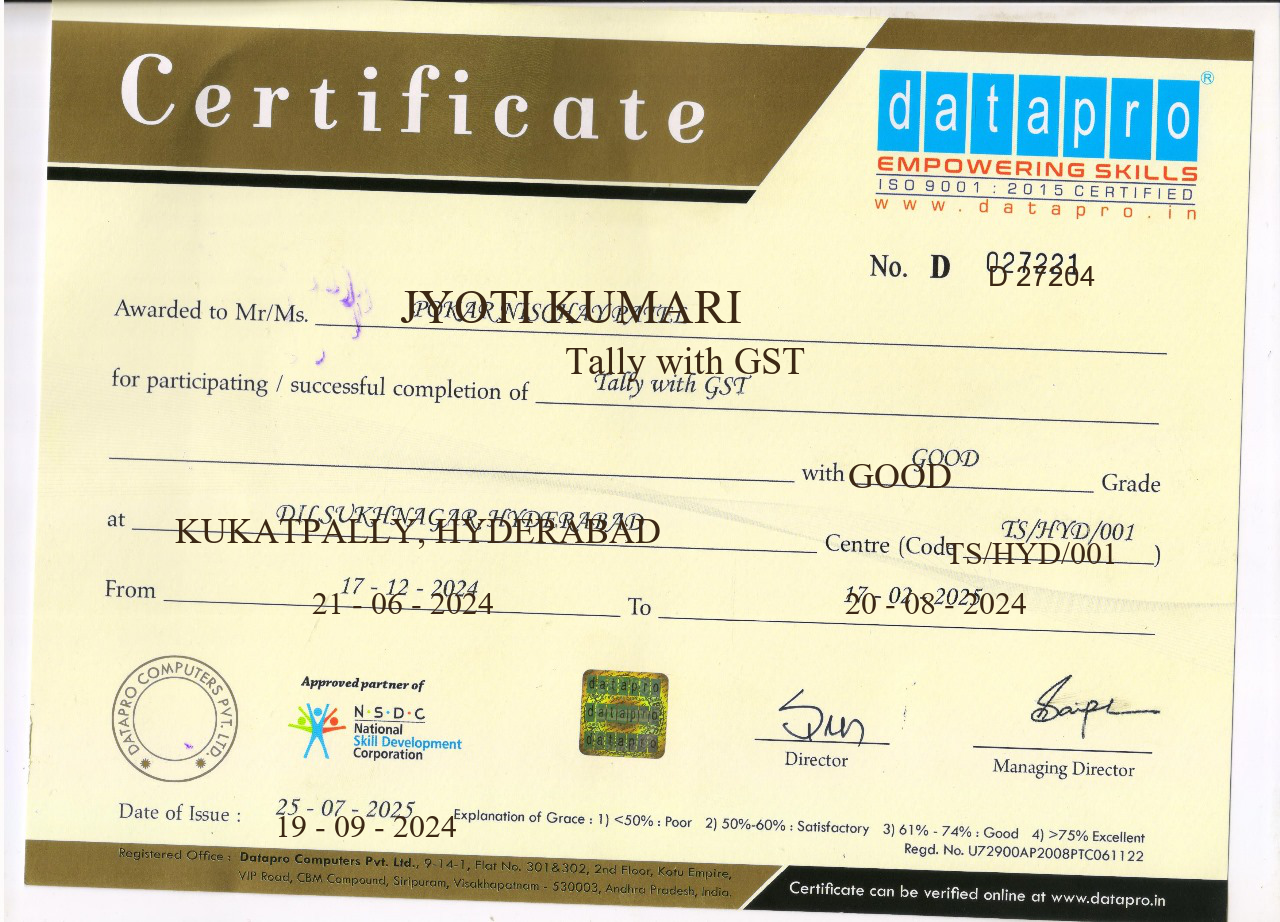 Certificate
datapro®
EMPOWERING SKILLS
ISO 9001 : 2015 CERTIFIED
www.datapro.in
No. D 027221
D 27204
Awarded to Mr/Ms. POKAR NISCHAY PATEL
JYOTI KUMARI
Tally with GST
for participating / successful completion of Tally with GST
GOOD
with GOOD Grade
at DILSUKHNAGAR, HYDERABAD
KUKATPALLY, HYDERABAD
TS/HYD/001
Centre (Code TS/HYD/001 )
17 - 12 - 2024 17 - 02 - 2025
From 21 - 06 - 2024 To 20 - 08 - 2024
DATAPRO COMPUTERS PVT. LTD.
Approved partner of
N·S·D·C
National
Skill Development
Corporation
datapro
datapro
datapro
Director
Managing Director
25 - 07 - 2025
Date of Issue : 19 - 09 - 2024
Explanation of Grace : 1) <50% : Poor 2) 50%-60% : Satisfactory 3) 61% - 74% : Good 4) >75% Excellent
Regd. No. U72900AP2008PTC061122
Registered Office : Datapro Computers Pvt. Ltd., 9-14-1, Flat No. 301&302, 2nd Floor, Kotu Empire,
VIP Road, CBM Compound, Siripuram, Visakhapatnam - 530003, Andhra Pradesh, India.
Certificate can be verified online at www.datapro.in